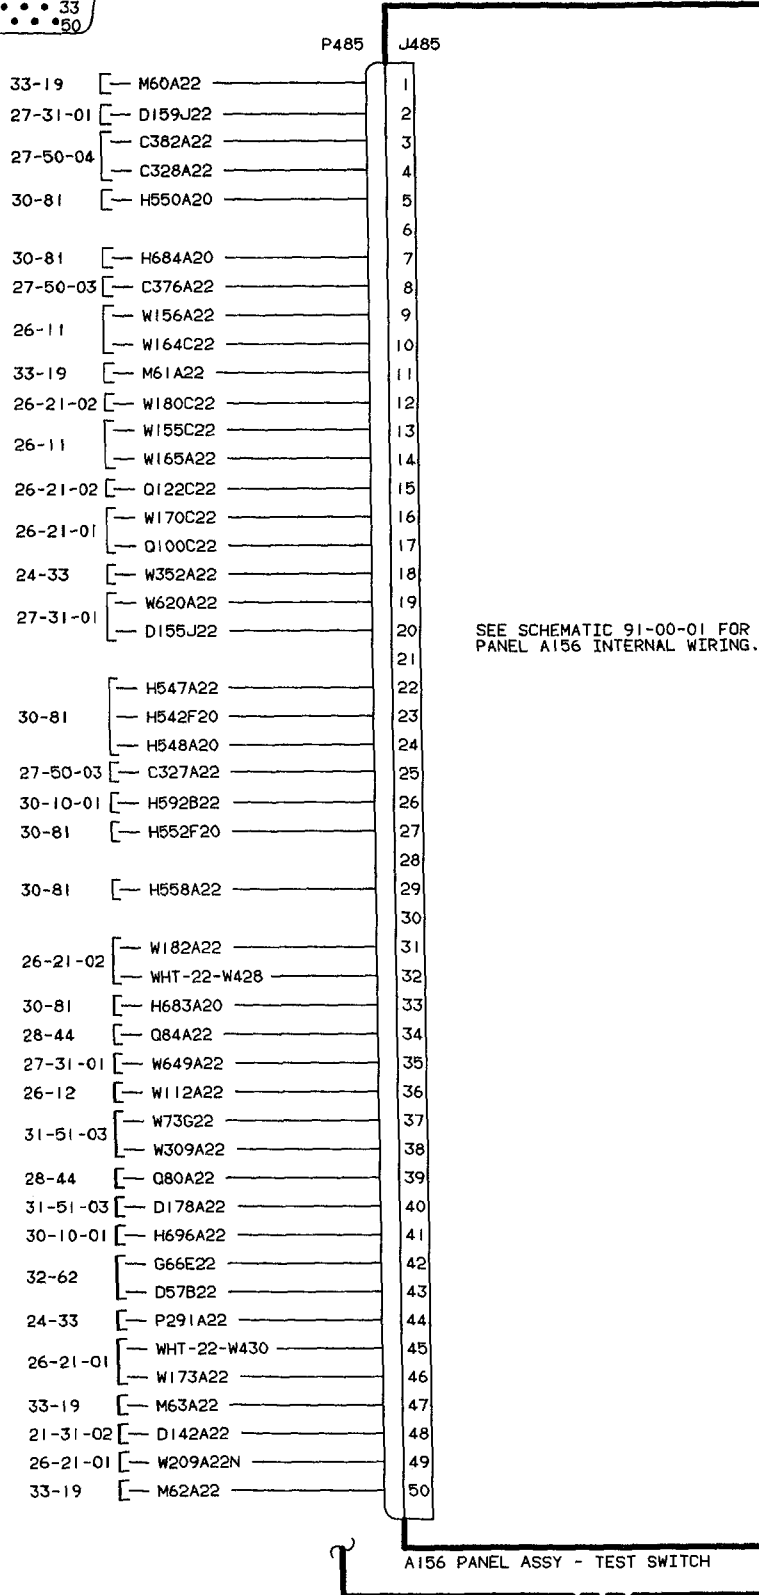 33
50
P485 J485
33-19 M60A22 1
27-31-01 D159J22 2
C382A22 3
27-50-04
C328A22 4
30-81 H550A20 5
6
30-81 H684A20 7
27-50-03 C376A22 8
W156A22 9
26-11
W164C22 10
33-19 M61A22 11
26-21-02 W180C22 12
W155C22 13
26-11
W165A22 14
26-21-02 Q122C22 15
W170C22 16
26-21-01
Q100C22 17
24-33 W352A22 18
W620A22 19
27-31-01
D155J22 20
SEE SCHEMATIC 91-00-01 FOR
PANEL A156 INTERNAL WIRING.
21
H547A22 22
30-81 H542F20 23
H548A20 24
27-50-03 C327A22 25
30-10-01 H592B22 26
30-81 H552F20 27
28
30-81 H558A22 29
30
W182A22 31
26-21-02
WHT-22-W428 32
30-81 H683A20 33
28-44 Q84A22 34
27-31-01 W649A22 35
26-12 W112A22 36
W73G22 37
31-51-03
W309A22 38
28-44 Q80A22 39
31-51-03 D178A22 40
30-10-01 H696A22 41
G66E22 42
32-62
D57B22 43
24-33 P291A22 44
WHT-22-W430 45
26-21-01
W173A22 46
33-19 M63A22 47
21-31-02 D142A22 48
26-21-01 W209A22N 49
33-19 M62A22 50
A156 PANEL ASSY - TEST SWITCH